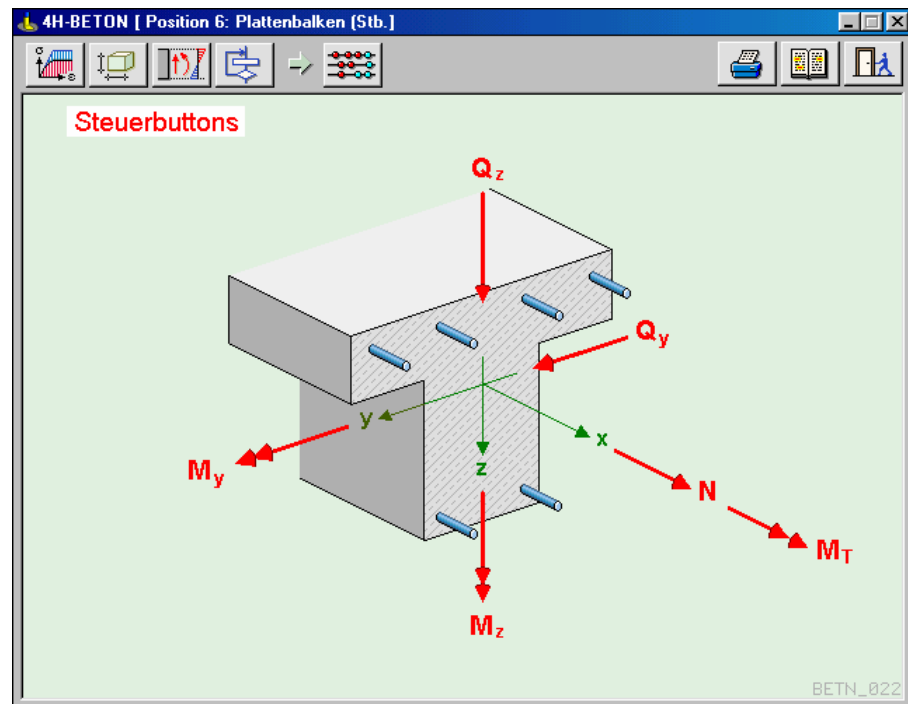 4H-BETON [ Position 6: Plattenbalken (Stb.]
σ
ε
Steuerbuttons
Qz
Qy
y
x
My
z
N
MT
Mz
BETN_022